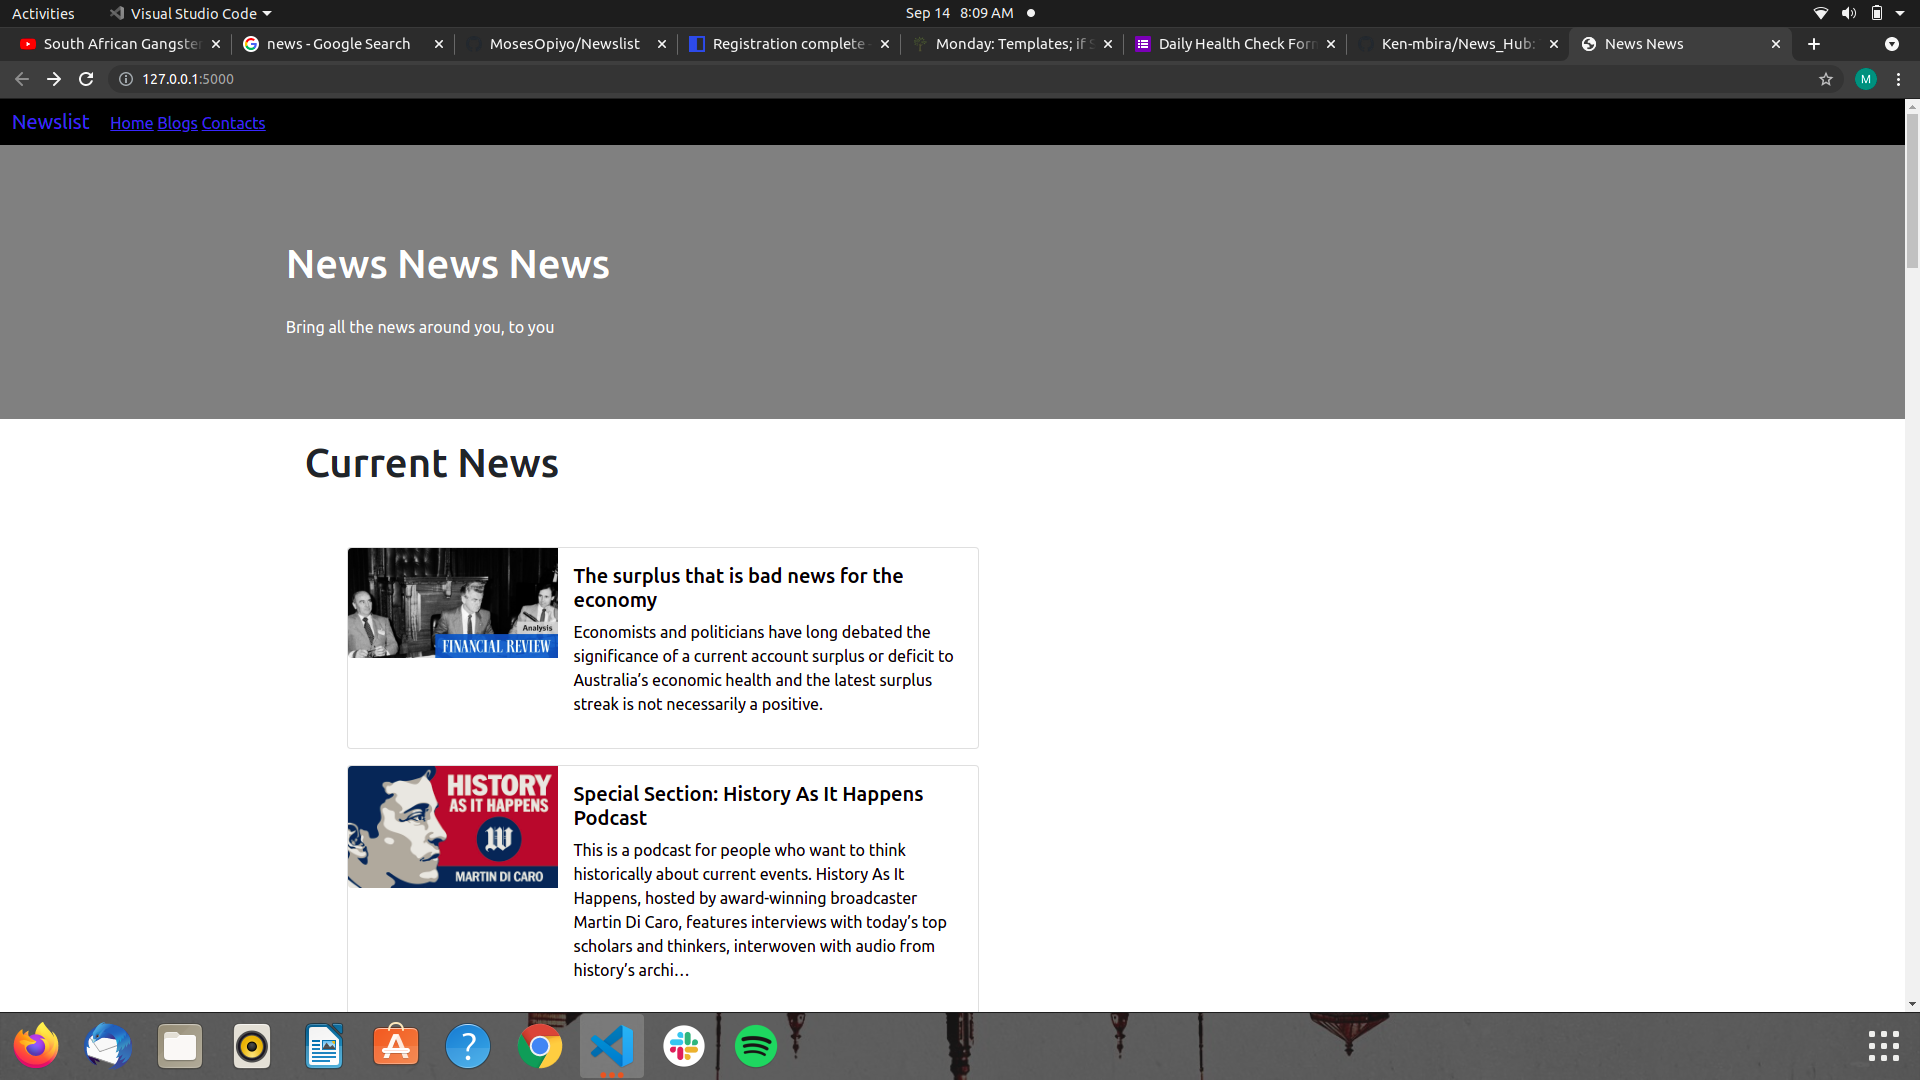 Activities
Visual Studio Code
Sep 14 8:09 AM
South African Gangster
news - Google Search
MosesOpiyo/Newslist
Registration complete -
Monday: Templates; if S
Daily Health Check Form
Ken-mbira/News_Hub:
News News
127.0.0.1:5000
M
Newslist
Home Blogs Contacts
News News News
Bring all the news around you, to you
Current News
Analysis
FINANCIAL REVIEW
The surplus that is bad news for the
economy
Economists and politicians have long debated the
significance of a current account surplus or deficit to
Australia’s economic health and the latest surplus
streak is not necessarily a positive.
HISTORY
AS IT HAPPENS
W
MARTIN DI CARO
Special Section: History As It Happens
Podcast
This is a podcast for people who want to think
historically about current events. History As It
Happens, hosted by award-winning broadcaster
Martin Di Caro, features interviews with today’s top
scholars and thinkers, interwoven with audio from
history’s archi…